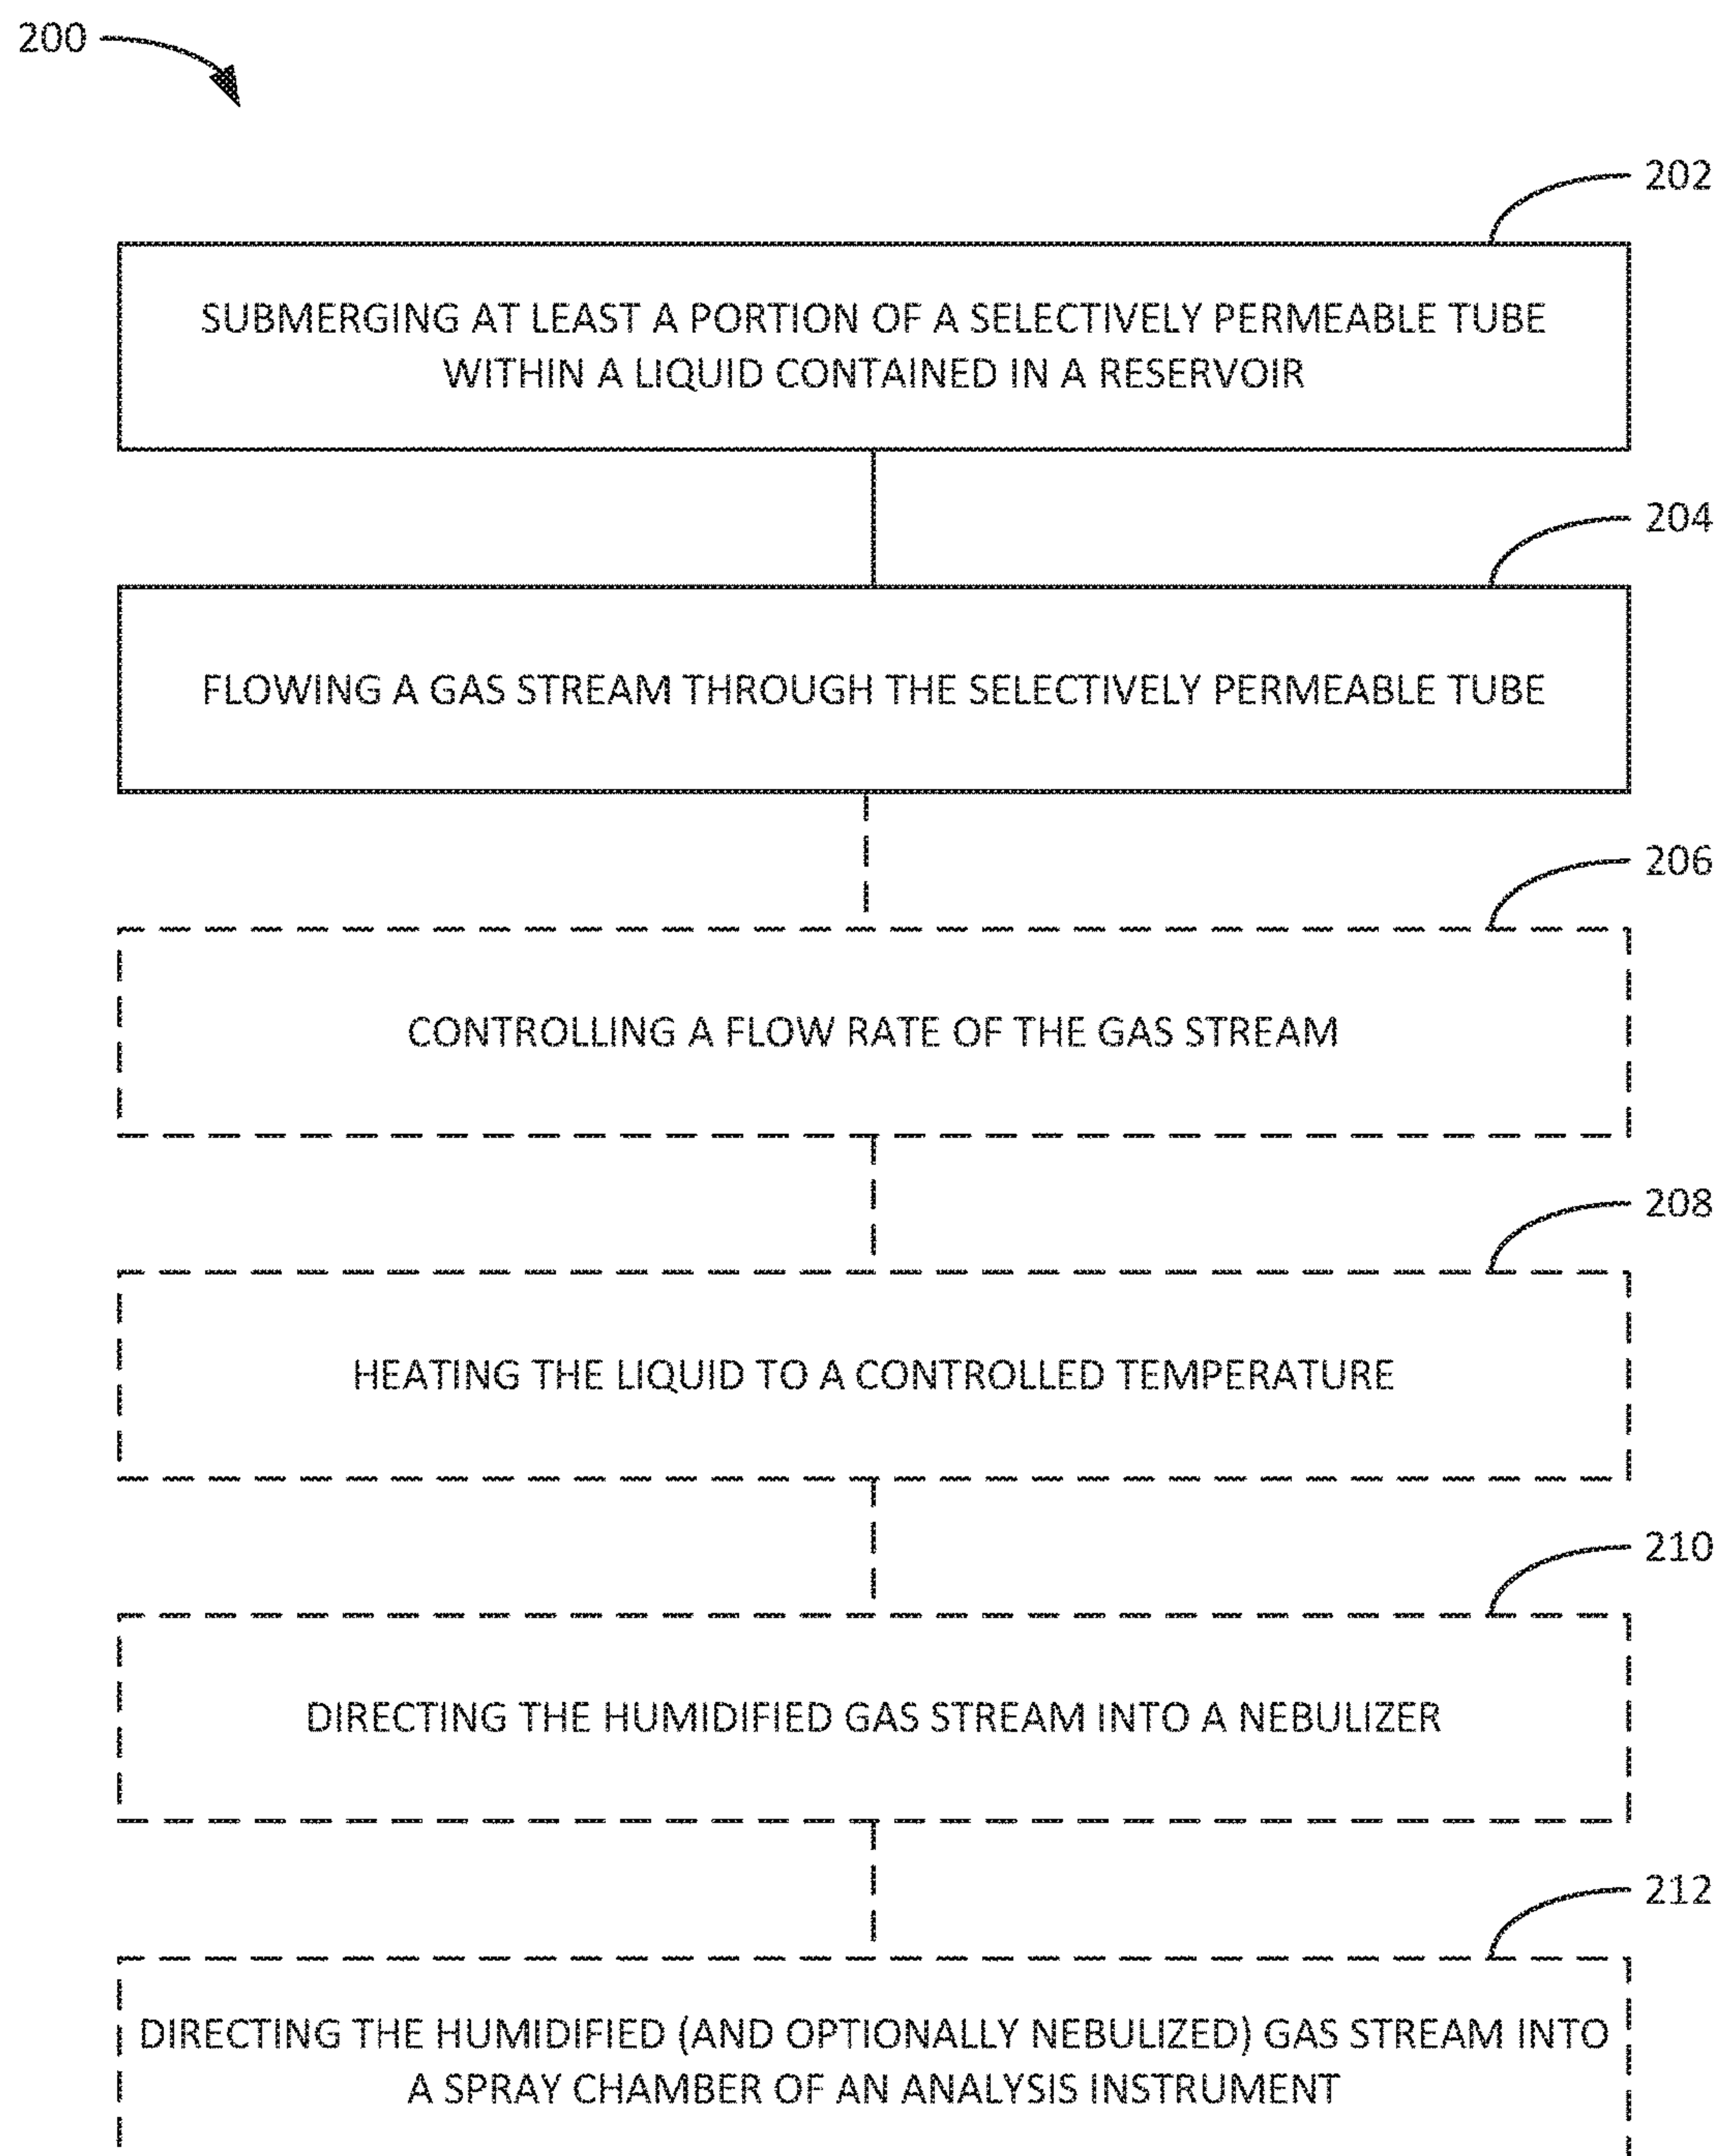 200
202
SUBMERGING AT LEAST A PORTION OF A SELECTIVELY PERMEABLE TUBE
WITHIN A LIQUID CONTAINED IN A RESERVOIR
204
FLOWING A GAS STREAM THROUGH THE SELECTIVELY PERMEABLE TUBE
206
CONTROLLING A FLOW RATE OF THE GAS STREAM
208
HEATING THE LIQUID TO A CONTROLLED TEMPERATURE
210
DIRECTING THE HUMIDIFIED GAS STREAM INTO A NEBULIZER
212
DIRECTING THE HUMIDIFIED (AND OPTIONALLY NEBULIZED) GAS STREAM INTO
A SPRAY CHAMBER OF AN ANALYSIS INSTRUMENT